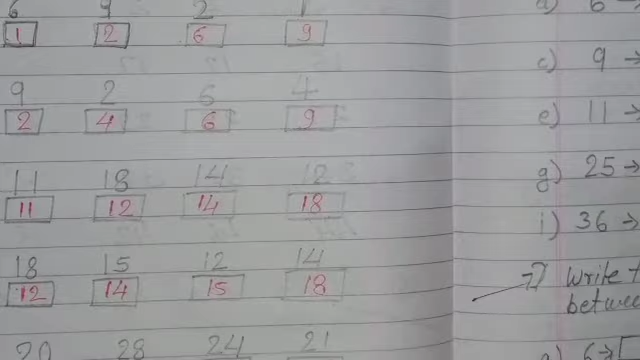 6 9 2 1
1 2 6 9
9 2 6 4
2 4 6 9
11 18 14 12
11 12 14 18
18 15 12 14
12 14 15 18
20 28 24 21
6 →
c) 9 →
e) 11 →
g) 25 →
i) 36 →
7) Write
6 →